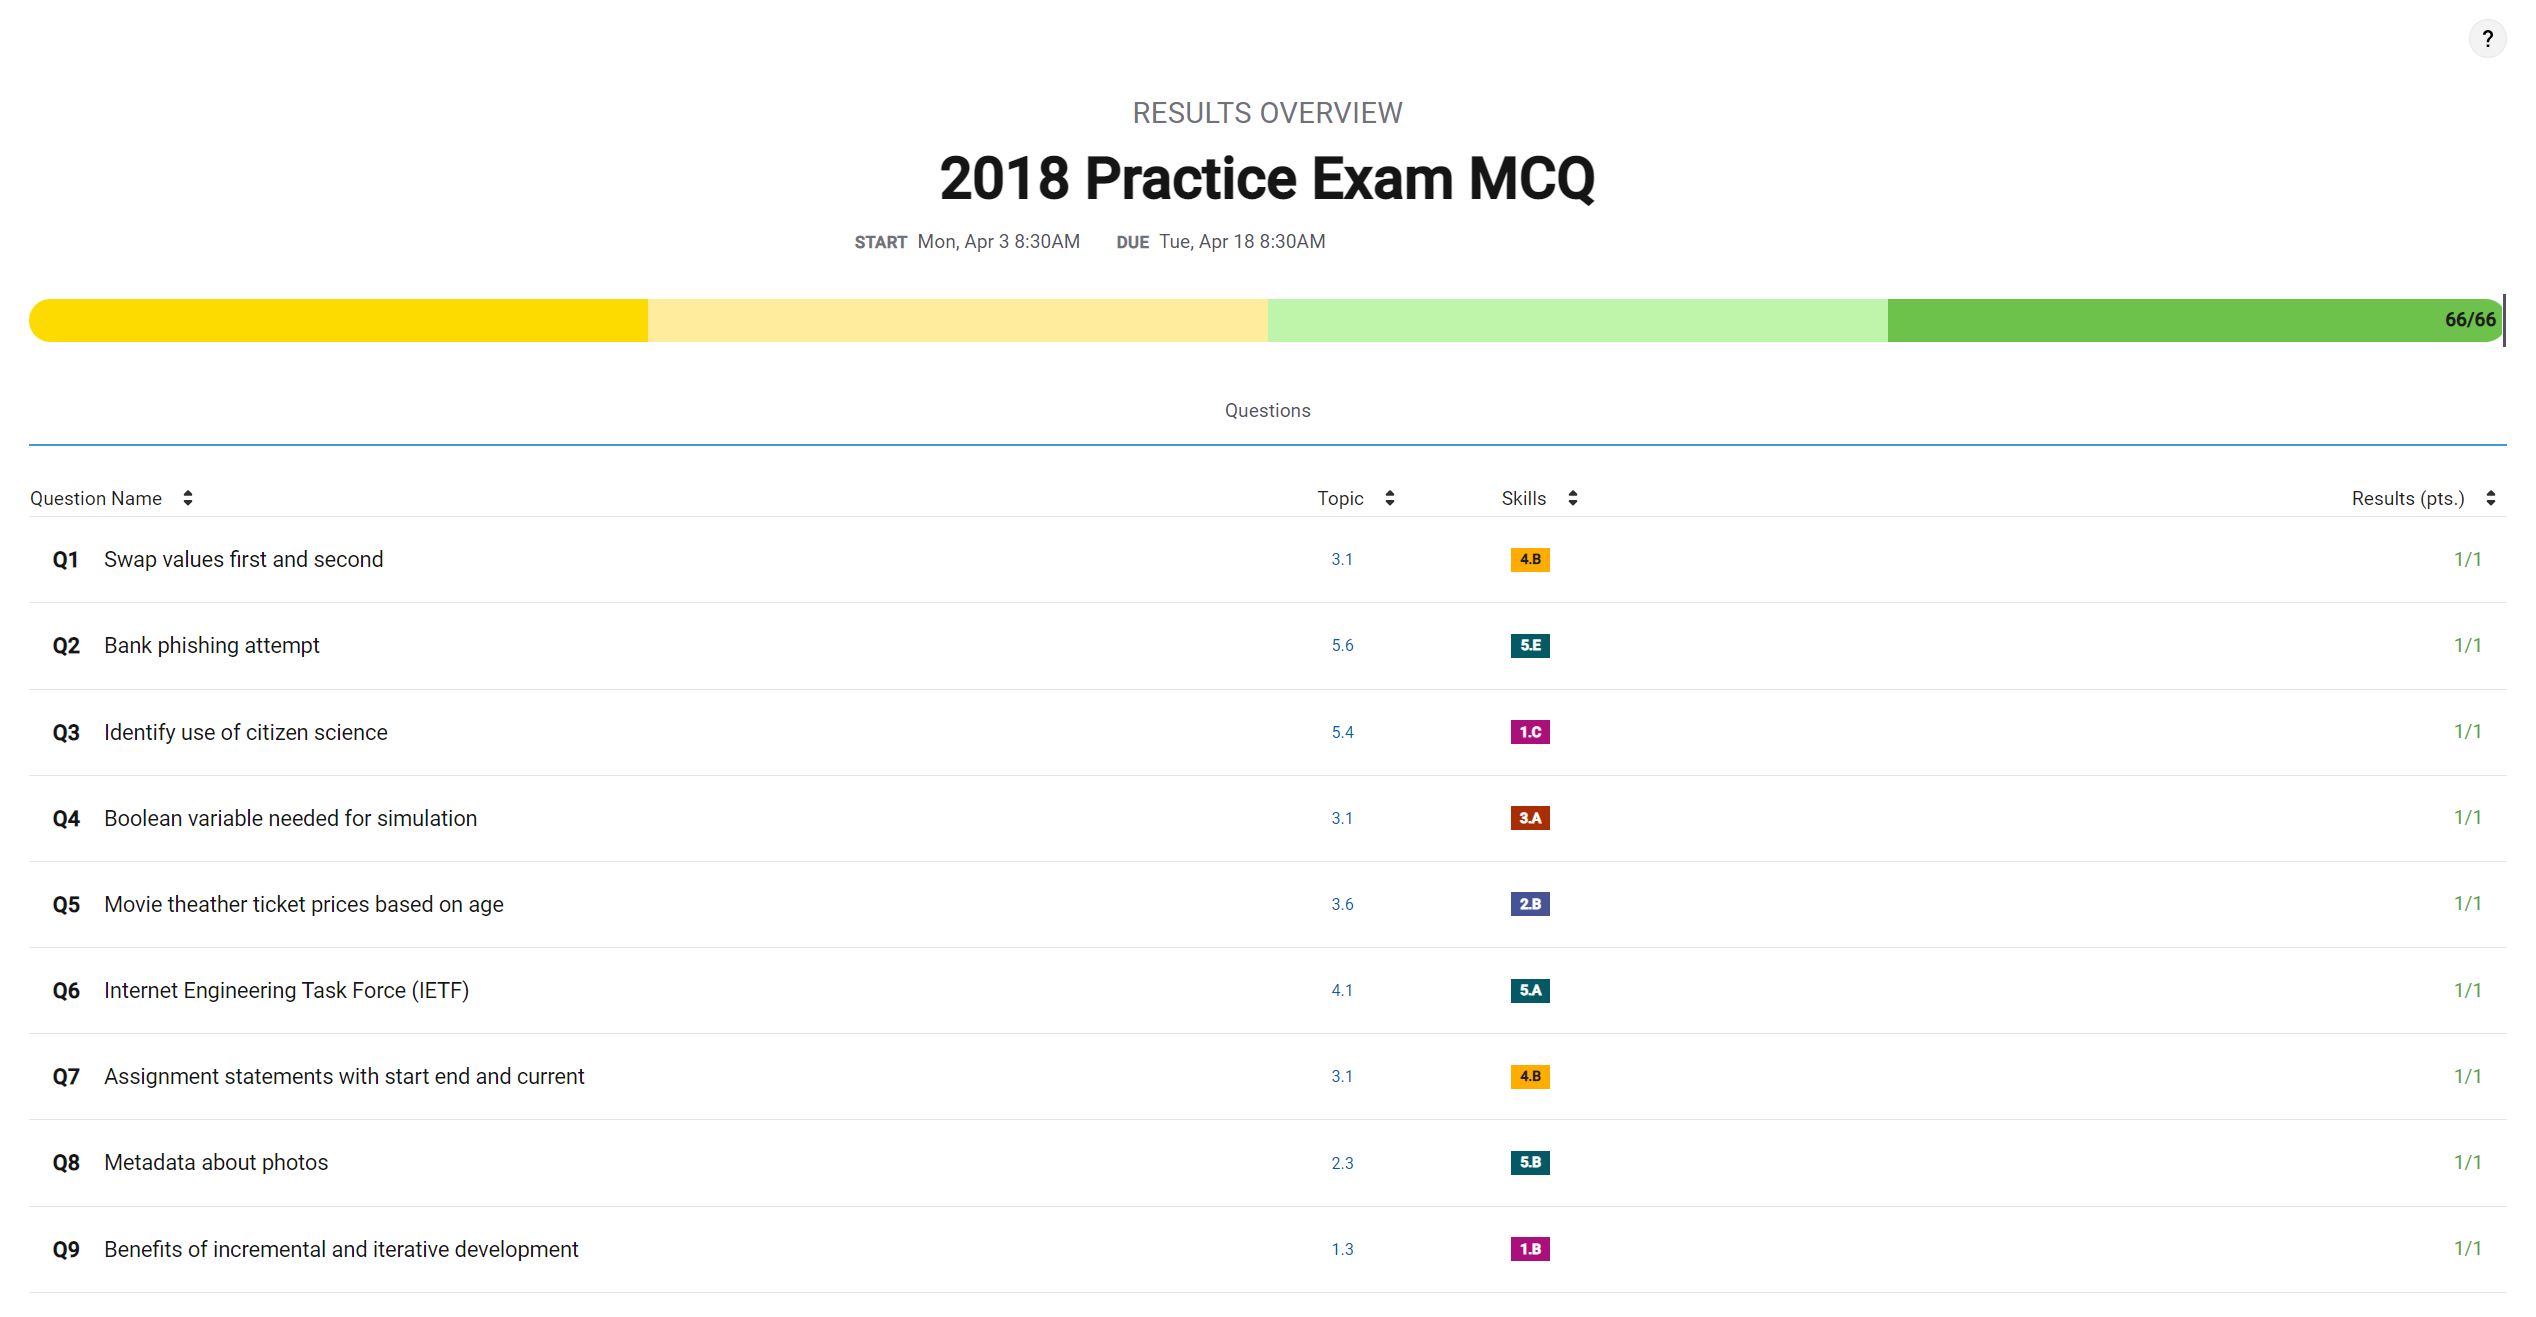 ?
RESULTS OVERVIEW
2018 Practice Exam MCQ
START Mon, Apr 3 8:30AM DUE Tue, Apr 18 8:30AM
66/66
Questions
Question Name Topic Skills Results (pts.)
Q1 Swap values first and second 3.1 4.B 1/1
Q2 Bank phishing attempt 5.6 5.E 1/1
Q3 Identify use of citizen science 5.4 1.C 1/1
Q4 Boolean variable needed for simulation 3.1 3.A 1/1
Q5 Movie theather ticket prices based on age 3.6 2.B 1/1
Q6 Internet Engineering Task Force (IETF) 4.1 5.A 1/1
Q7 Assignment statements with start end and current 3.1 4.B 1/1
Q8 Metadata about photos 2.3 5.B 1/1
Q9 Benefits of incremental and iterative development 1.3 1.B 1/1